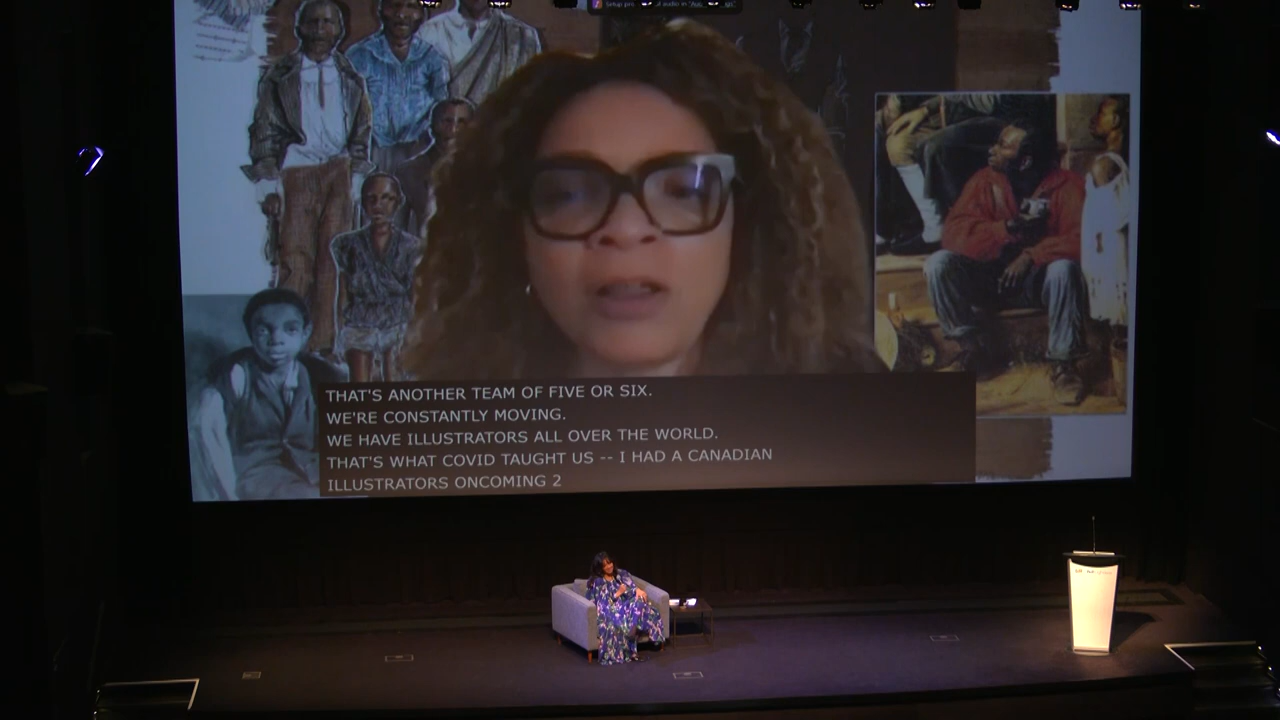 THAT'S ANOTHER TEAM OF FIVE OR SIX.
WE'RE CONSTANTLY MOVING.
WE HAVE ILLUSTRATORS ALL OVER THE WORLD.
THAT'S WHAT COVID TAUGHT US -- I HAD A CANADIAN
ILLUSTRATORS ONCOMING 2